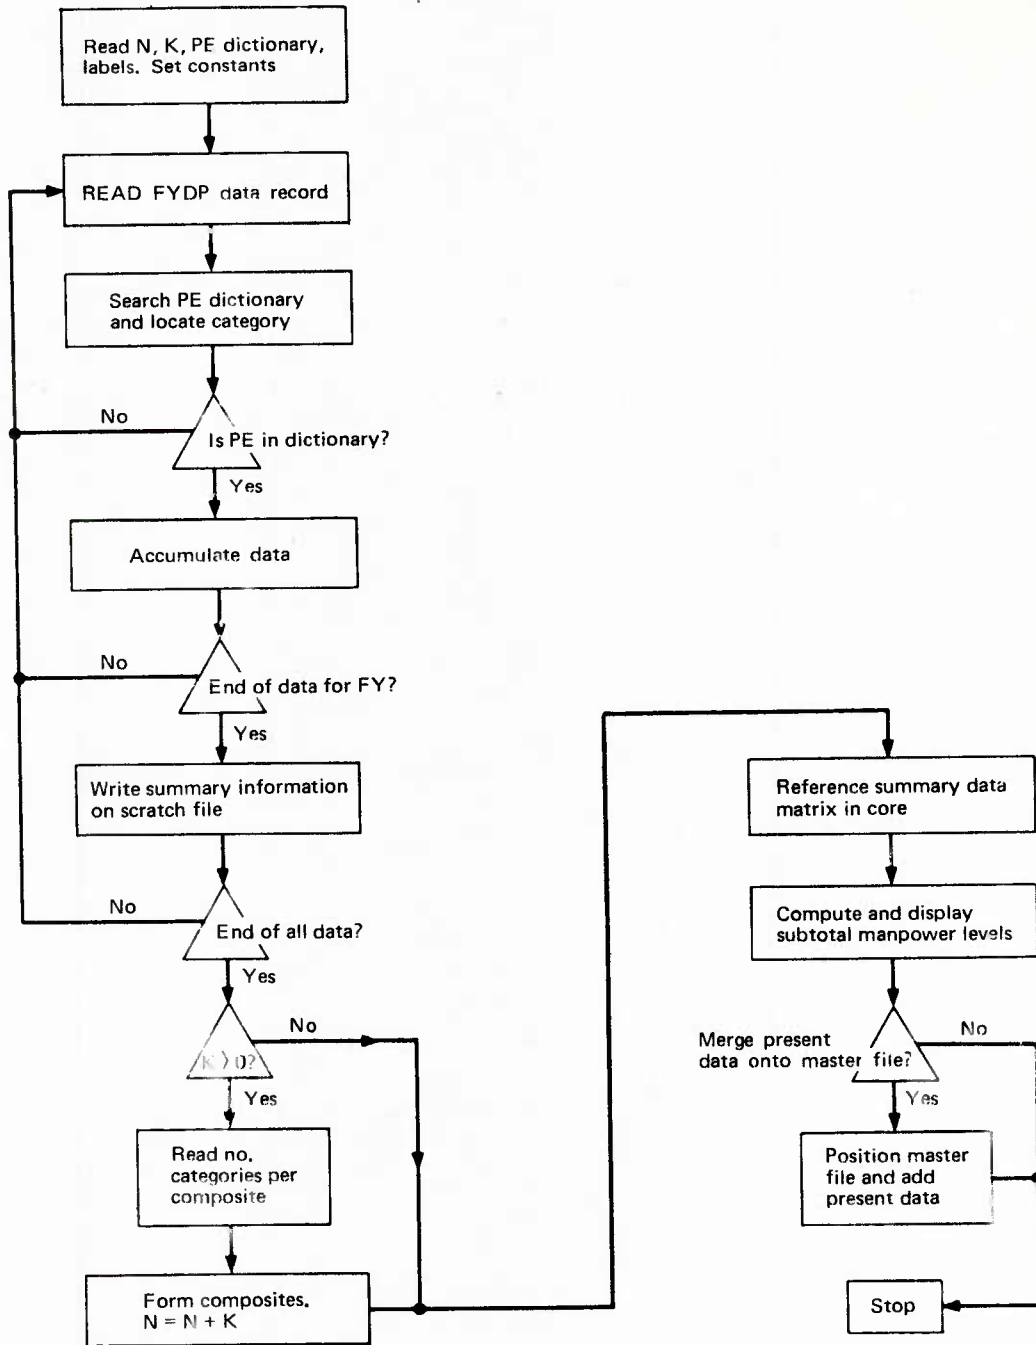 Read N, K, PE dictionary,
labels. Set constants
READ FYDP data record
Search PE dictionary
and locate category
No
Is PE in dictionary?
Yes
Accumulate data
No
End of data for FY?
Yes
Write summary information
on scratch file
No
End of all data?
Yes
No
K > 0?
Yes
Read no.
categories per
composite
Form composites.
N = N + K
Reference summary data
matrix in core
Compute and display
subtotal manpower levels
Merge present
data onto master file?
No
Yes
Position master
file and add
present data
Stop